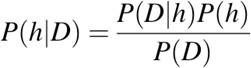 P(h|D) = P(D|h)P(h) / P(D)